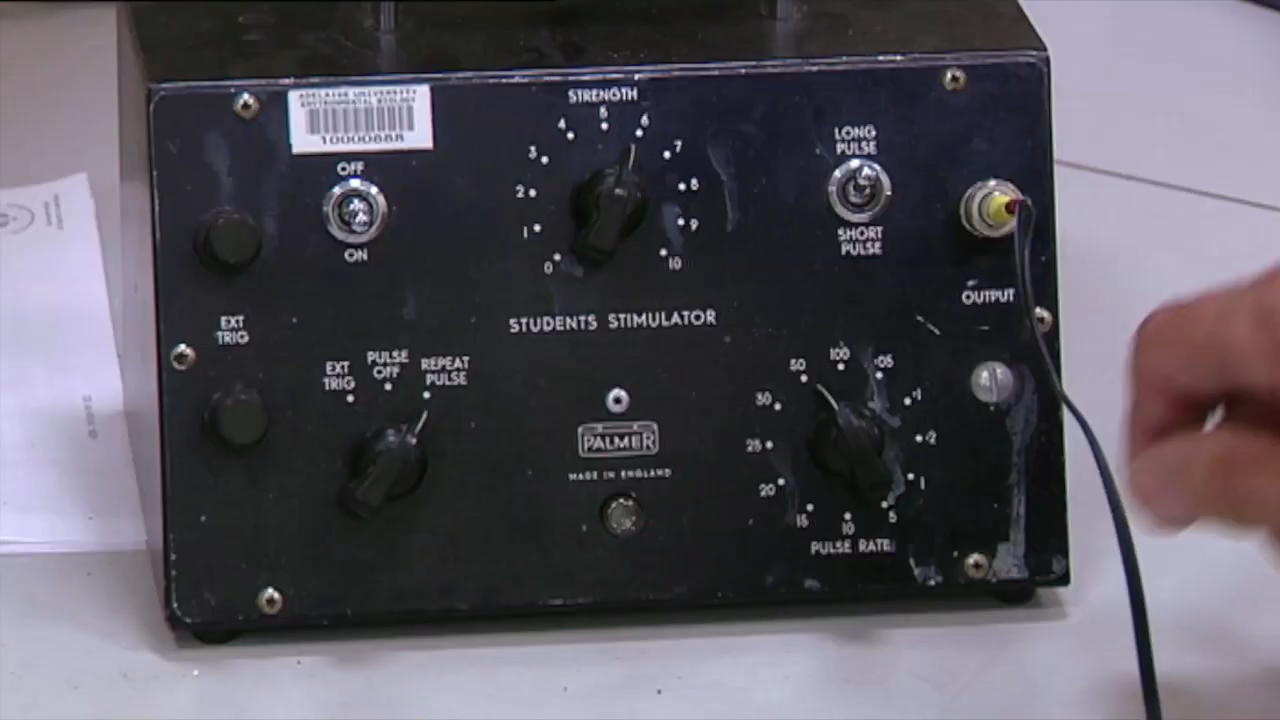 ADELAIDE UNIVERSITY
ENVIRONMENTAL BIOLOGY
10000888
OFF
ON
STRENGTH
0
1
2
3
4
5
6
7
8
9
10
LONG
PULSE
SHORT
PULSE
OUTPUT
EXT
TRIG
STUDENTS STIMULATOR
EXT
TRIG
PULSE
OFF
REPEAT
PULSE
PALMER
MADE IN ENGLAND
100
50
30
25
20
15
10
5
1
·2
·1
·05
PULSE RATE